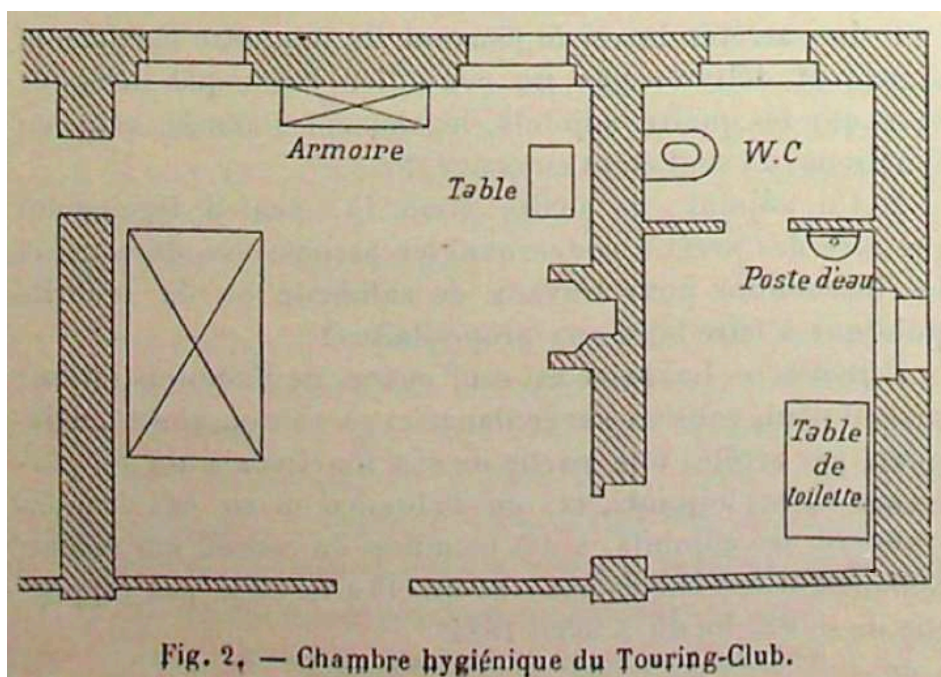 Armoire
Table
W.C
Poste d'eau
Table
de
toilette
Fig. 2. — Chambre hygiénique du Touring-Club.